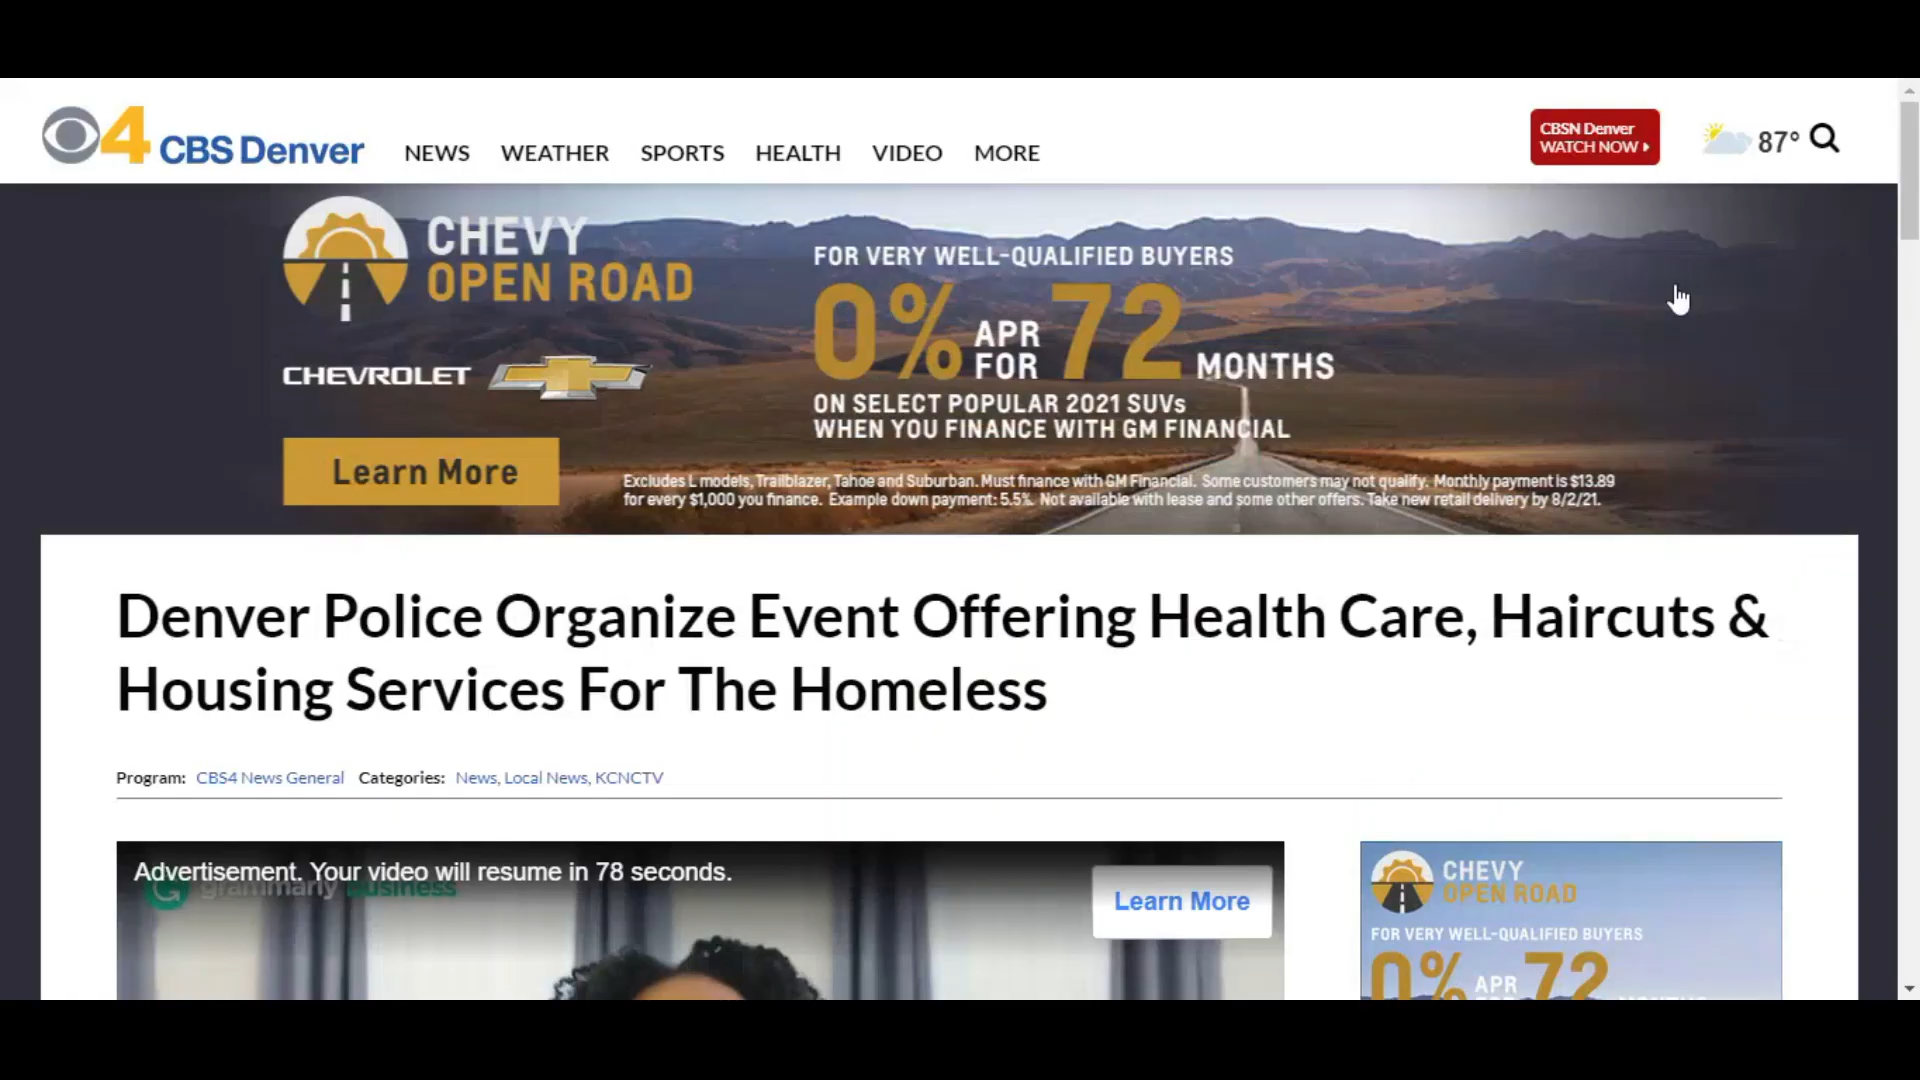 4 CBS Denver
NEWS WEATHER SPORTS HEALTH VIDEO MORE
CBSN Denver
WATCH NOW
87°
CHEVY
OPEN ROAD
CHEVROLET
Learn More
FOR VERY WELL-QUALIFIED BUYERS
0% APR FOR 72 MONTHS
ON SELECT POPULAR 2021 SUVs
WHEN YOU FINANCE WITH GM FINANCIAL
Excludes L models, Trailblazer, Tahoe and Suburban. Must finance with GM Financial. Some customers may not qualify. Monthly payment is $13.89
for every $1,000 you finance. Example down payment: 5.5%. Not available with lease and some other offers. Take new retail delivery by 8/2/21.
Denver Police Organize Event Offering Health Care, Haircuts &
Housing Services For The Homeless
Program: CBS4 News General Categories: News, Local News, KCNCTV
Advertisement. Your video will resume in 78 seconds.
grammarly business
Learn More
CHEVY
OPEN ROAD
FOR VERY WELL-QUALIFIED BUYERS
0% APR 72